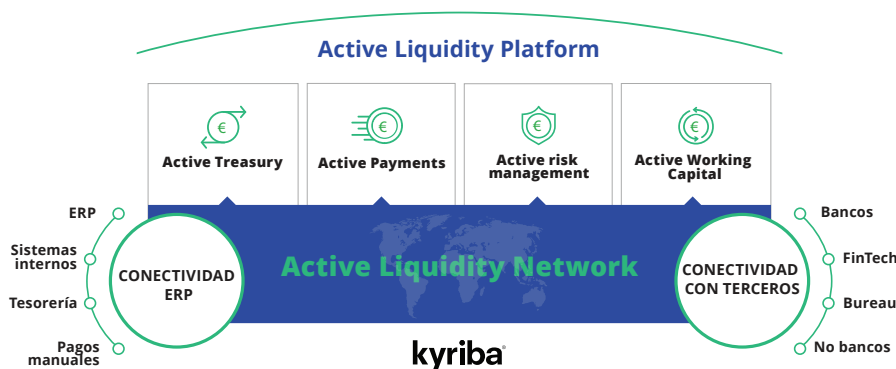 Active Liquidity Platform
€
€
€
€
Active Treasury
Active Payments
Active risk
management
Active Working
Capital
ERP
Sistemas
internos
Tesorería
Pagos
manuales
CONECTIVIDAD
ERP
Active Liquidity Network
CONECTIVIDAD
CON TERCEROS
Bancos
FinTech
Bureau
No bancos
kyriba